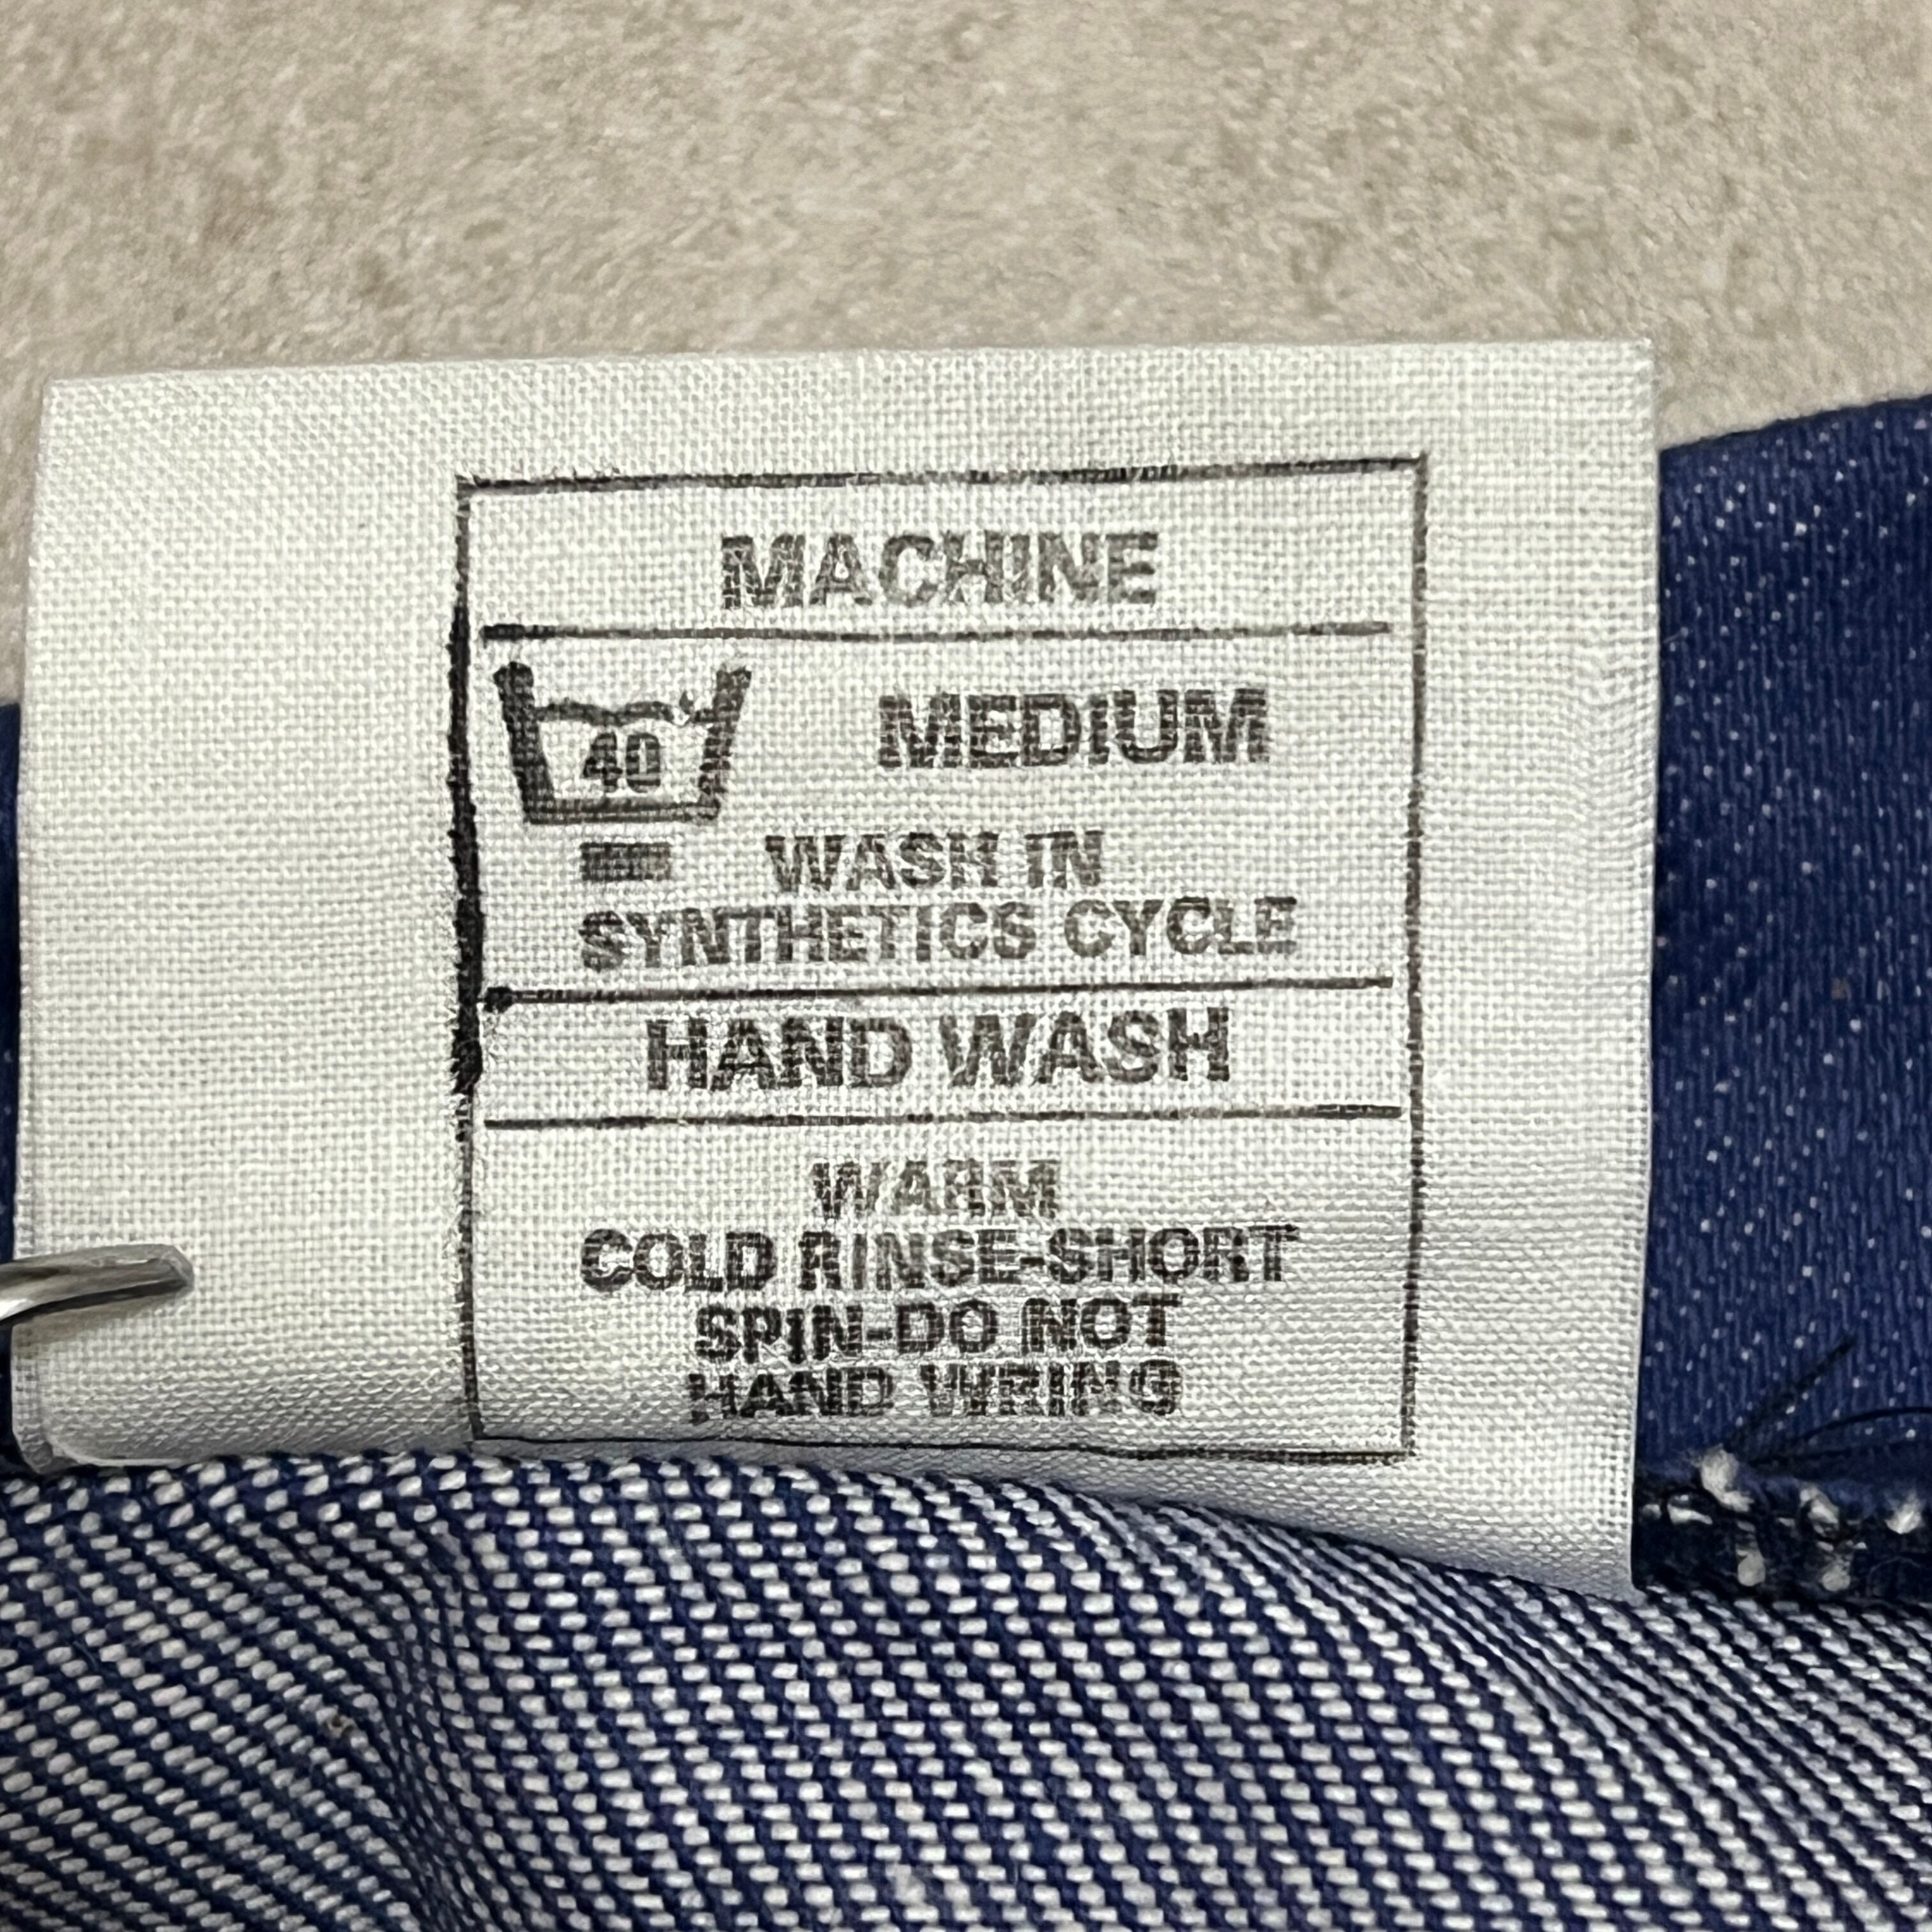 MACHINE
40 MEDIUM
WASH IN
SYNTHETICS CYCLE
HAND WASH
WARM
COLD RINSE-SHORT
SPIN-DO NOT
HAND WRING